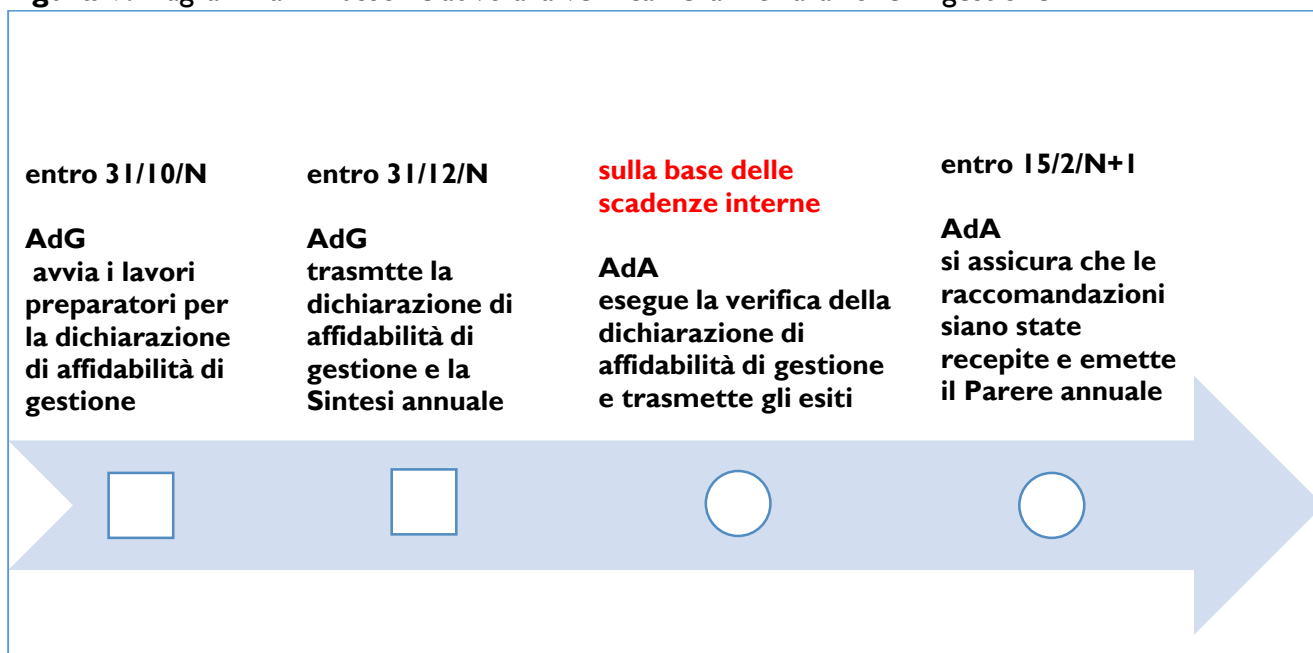 entro 31/10/N
AdG
avvia i lavori
preparatori per
la dichiarazione
di affidabilità di
gestione
entro 31/12/N
AdG
trasmtte la
dichiarazione di
affidabilità di
gestione e la
Sintesi annuale
sulla base delle
scadenze interne
AdA
esegue la verifica della
dichiarazione di
affidabilità di gestione
e trasmette gli esiti
entro 15/2/N+1
AdA
si assicura che le
raccomandazioni
siano state
recepite e emette
il Parere annuale